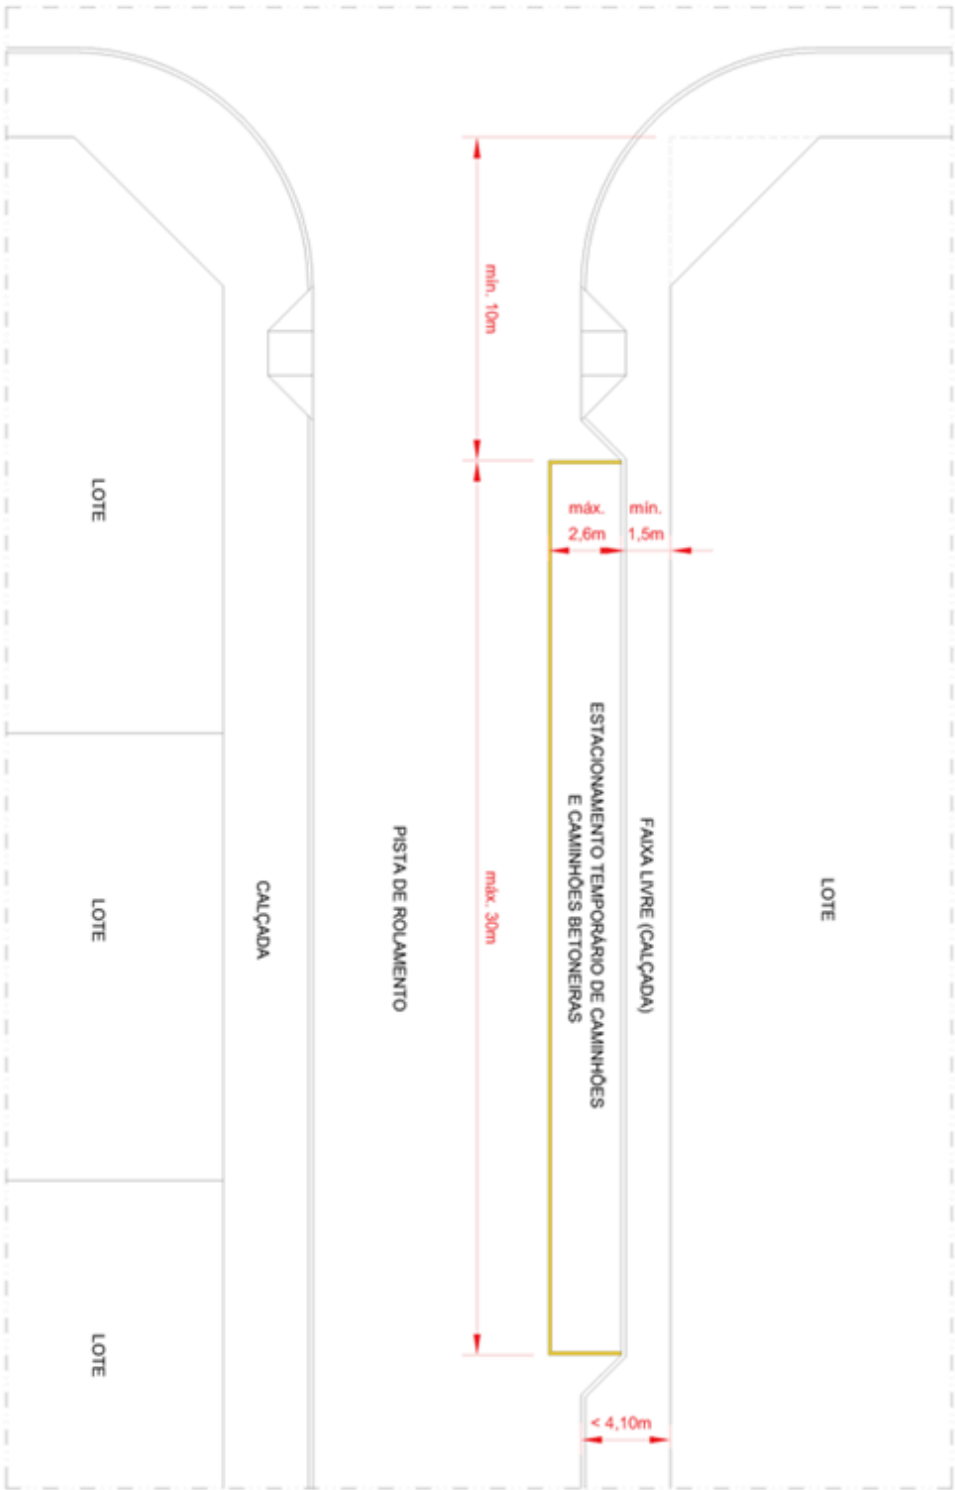 mín. 10m
LOTE
máx.
2,6m
mín.
1,5m
ESTACIONAMENTO TEMPORÁRIO DE CAMINHÕES
E CAMINHÕES BETONEIRAS
FAIXA LIVRE (CALÇADA)
PISTA DE ROLAMENTO
máx. 30m
CALÇADA
LOTE
LOTE
LOTE
< 4,10m